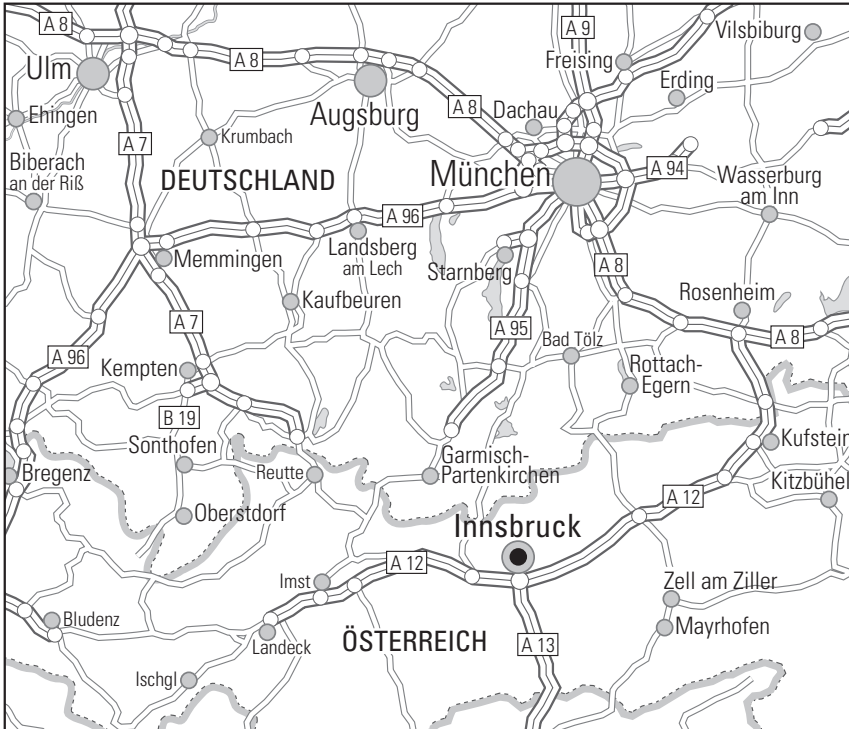 A 8
A 9
Vilsbiburg
Ulm
A 8
Freising
Erding
Augsburg
A 8
Dachau
Ehingen
A 7
Krumbach
Biberach
an der Riß
DEUTSCHLAND
München
A 94
Wasserburg
am Inn
A 96
Landsberg
am Lech
Memmingen
Starnberg
A 8
Kaufbeuren
Rosenheim
A 7
A 95
A 8
A 96
Bad Tölz
Kempten
Rottach-
Egern
B 19
Sonthofen
Kufstein
Bregenz
Reutte
Garmisch-
Partenkirchen
Kitzbühel
A 12
Oberstdorf
Innsbruck
A 12
Imst
Zell am Ziller
Bludenz
Mayrhofen
Landeck
ÖSTERREICH
A 13
Ischgl